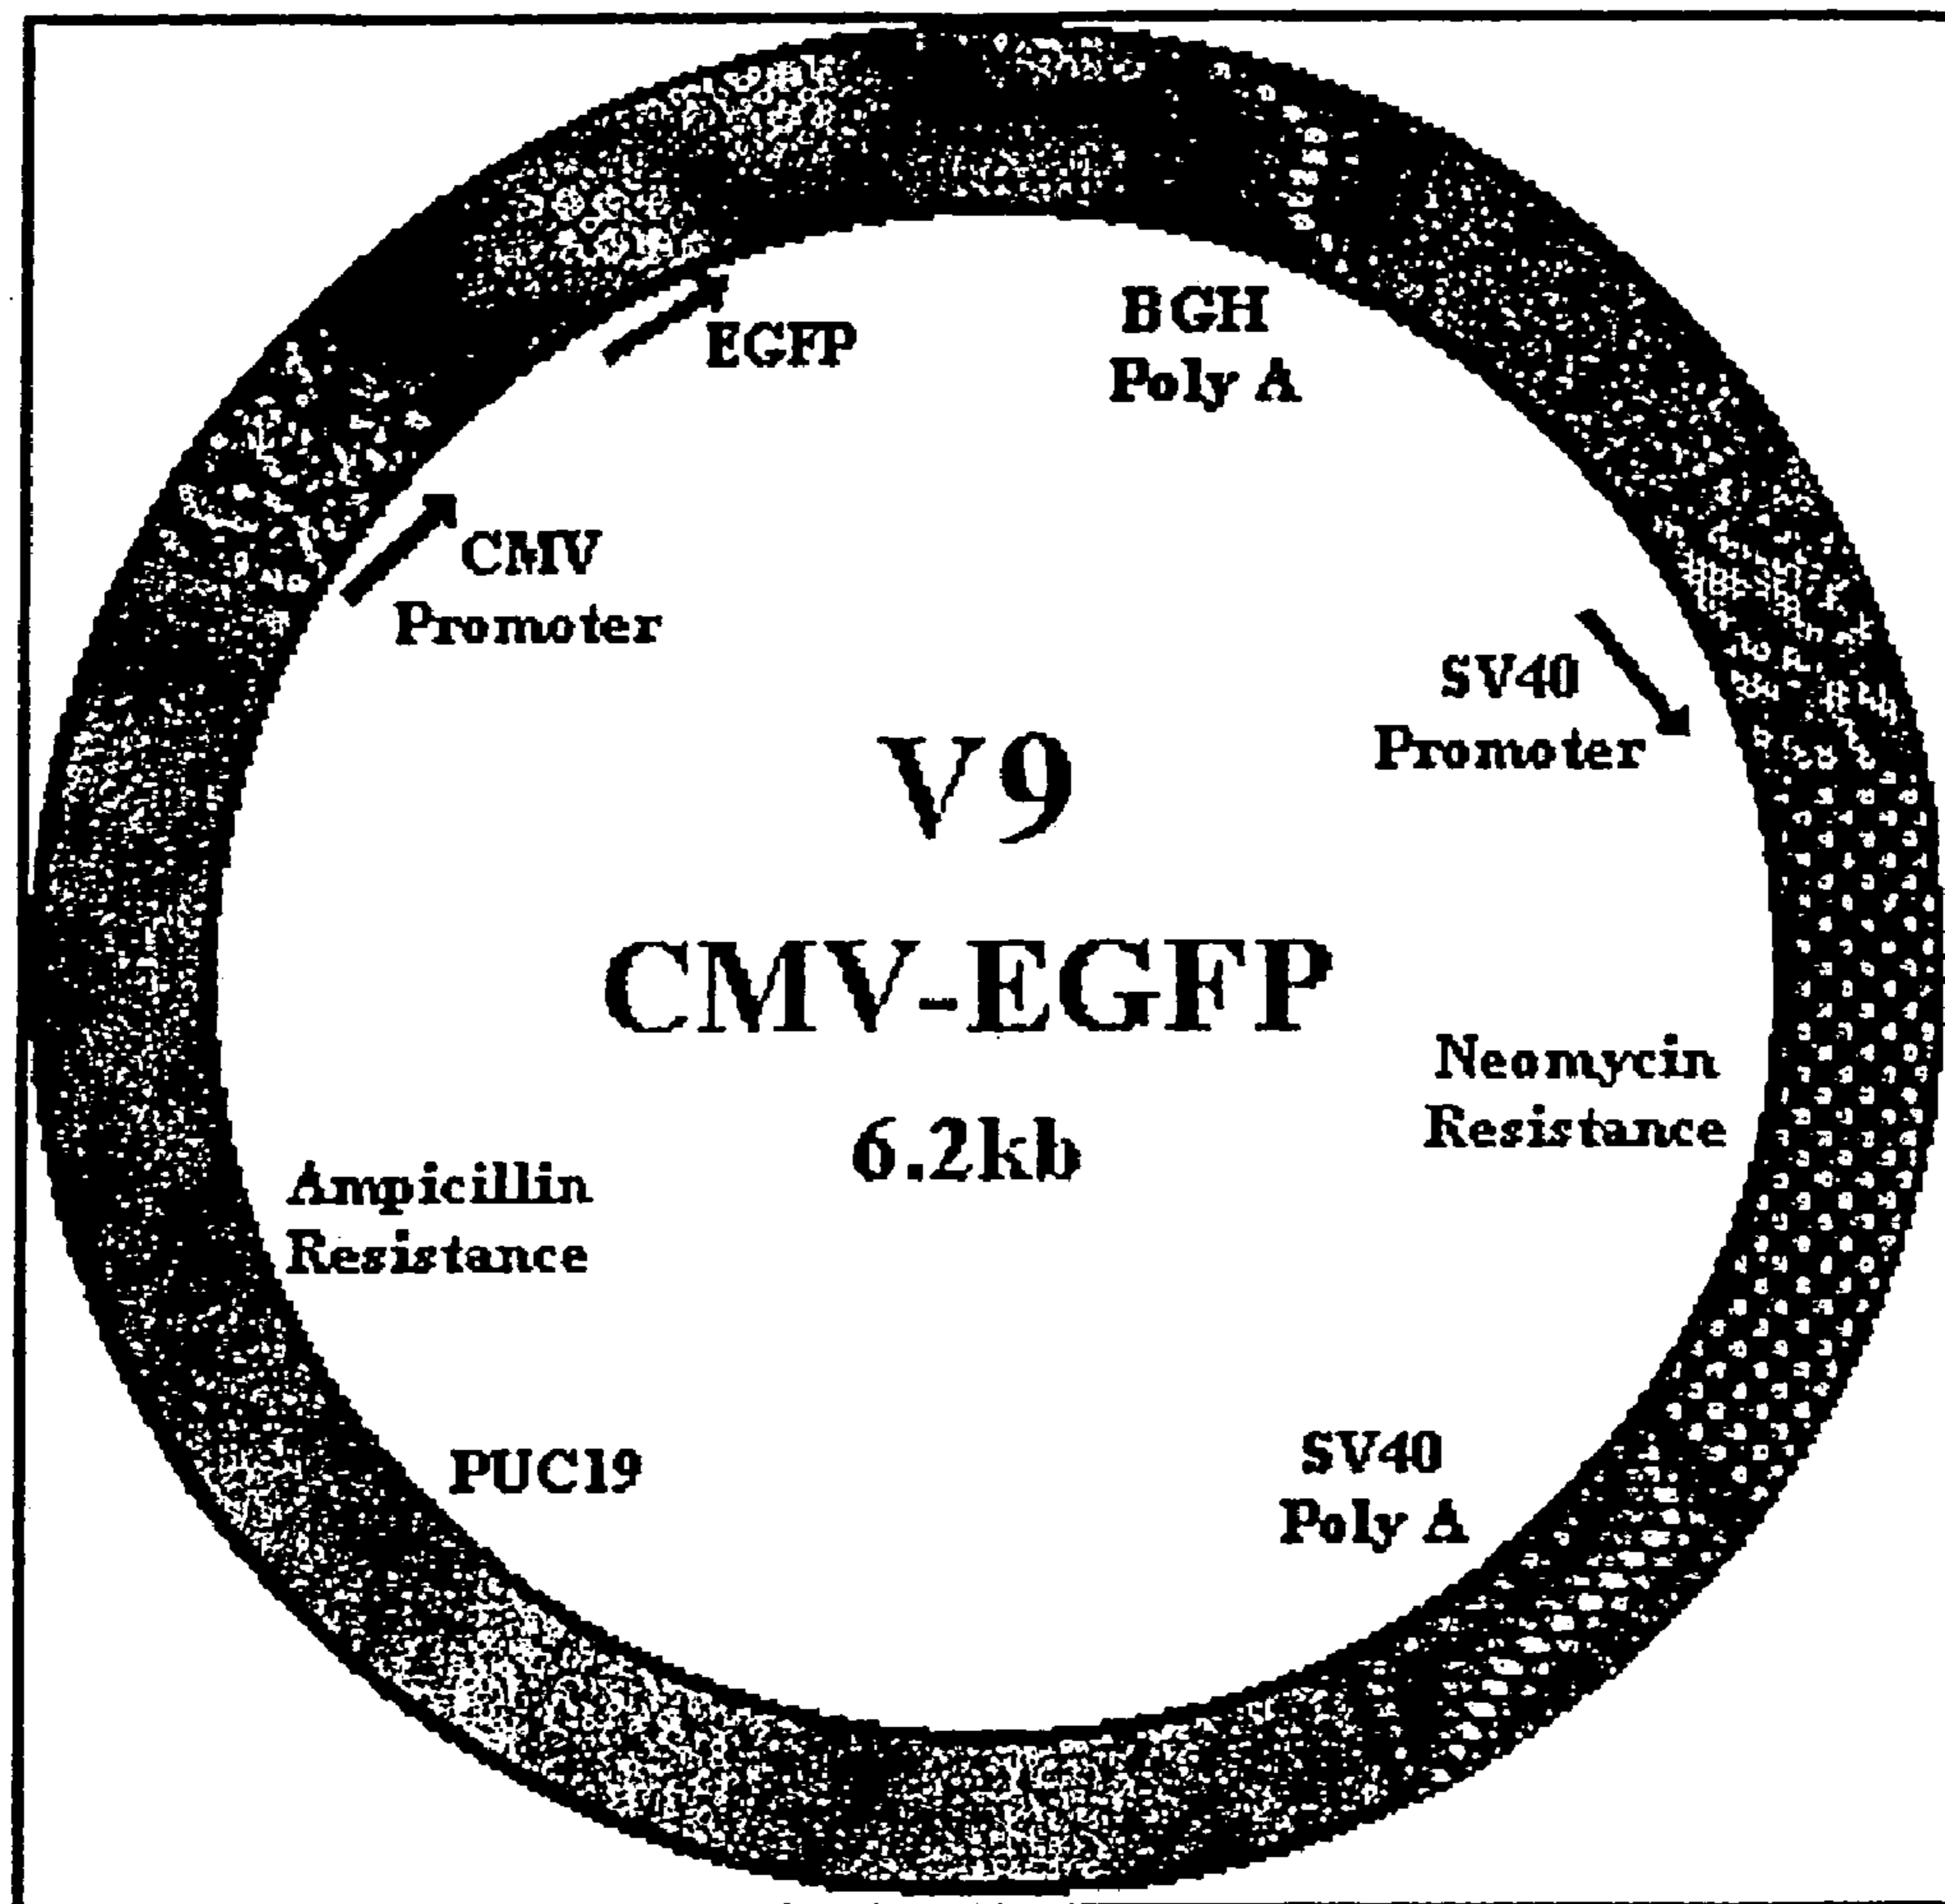 EGFP
BGH
Poly A
CMV
Promoter
SV40
Promoter
V9
CMV-EGFP
6.2kb
Neomycin
Resistance
Ampicillin
Resistance
PUC19
SV40
Poly A